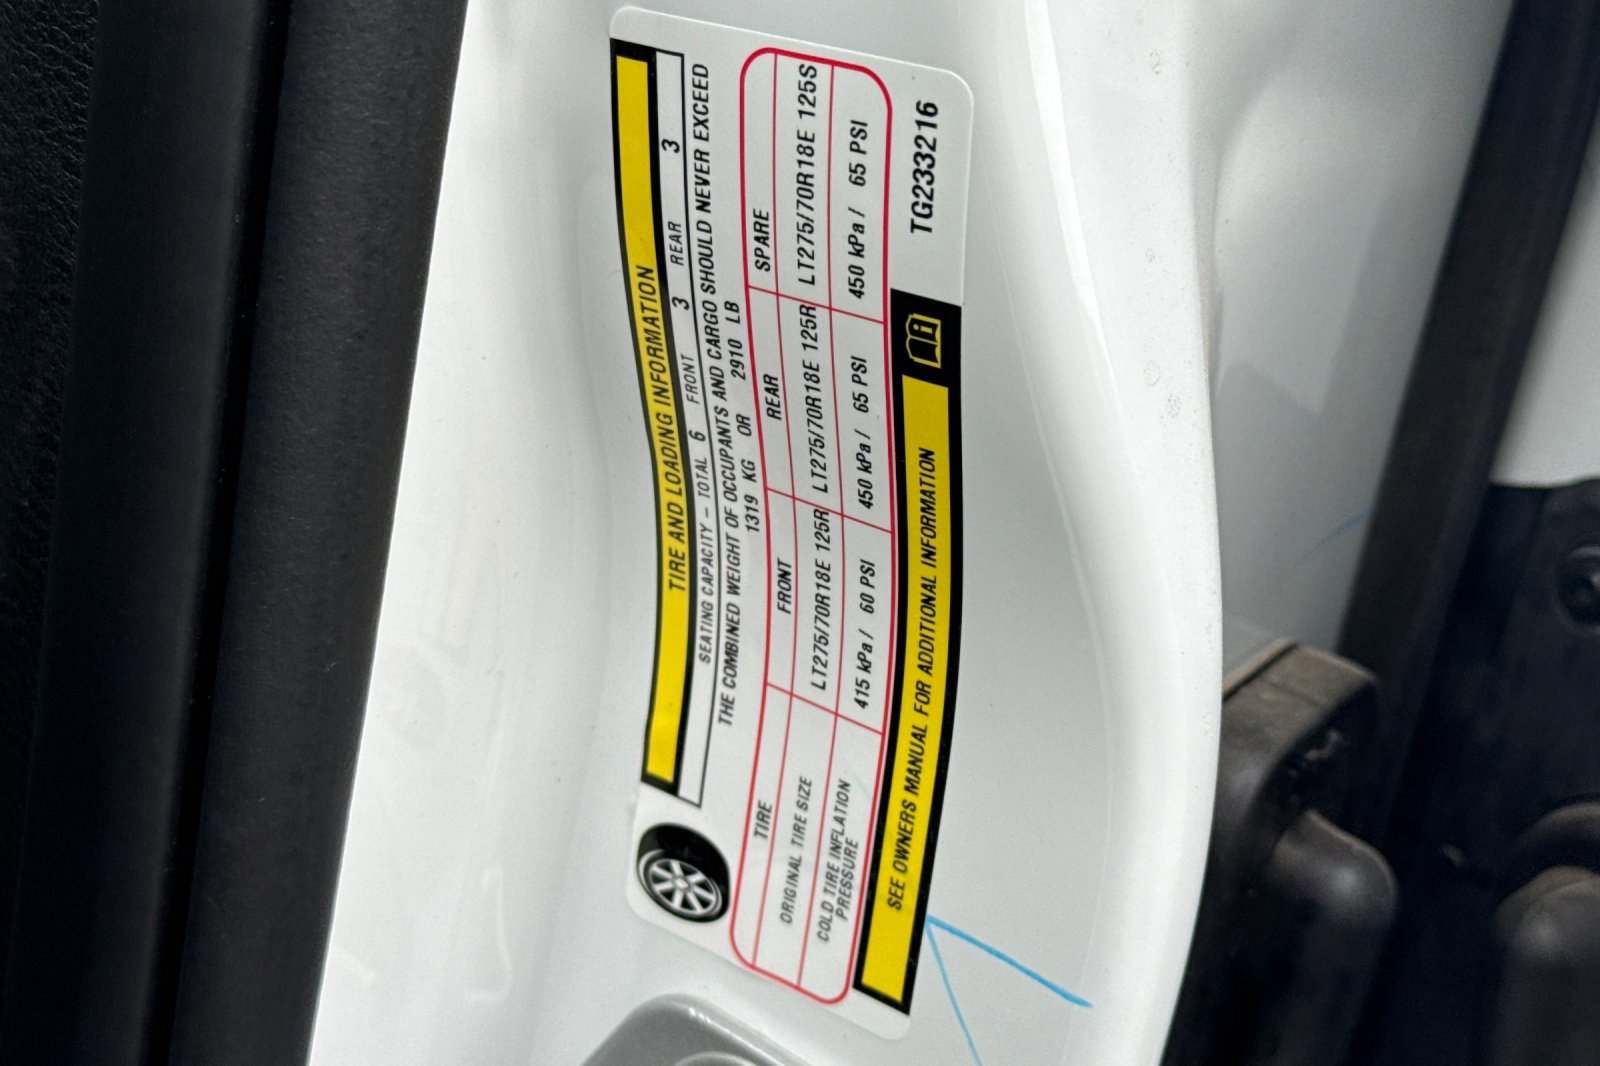 TIRE AND LOADING INFORMATION
SEATING CAPACITY - TOTAL 6 FRONT 3 REAR 3
THE COMBINED WEIGHT OF OCCUPANTS AND CARGO SHOULD NEVER EXCEED
1319 KG OR 2910 LB
TIRE FRONT REAR SPARE
ORIGINAL TIRE SIZE LT275/70R18E 125R LT275/70R18E 125R LT275/70R18E 125S
COLD TIRE INFLATION
PRESSURE 415 kPa / 60 PSI 450 kPa / 65 PSI 450 kPa / 65 PSI
SEE OWNERS MANUAL FOR ADDITIONAL INFORMATION
TG233216